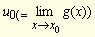 u₀(= lim g(x))
x→x₀